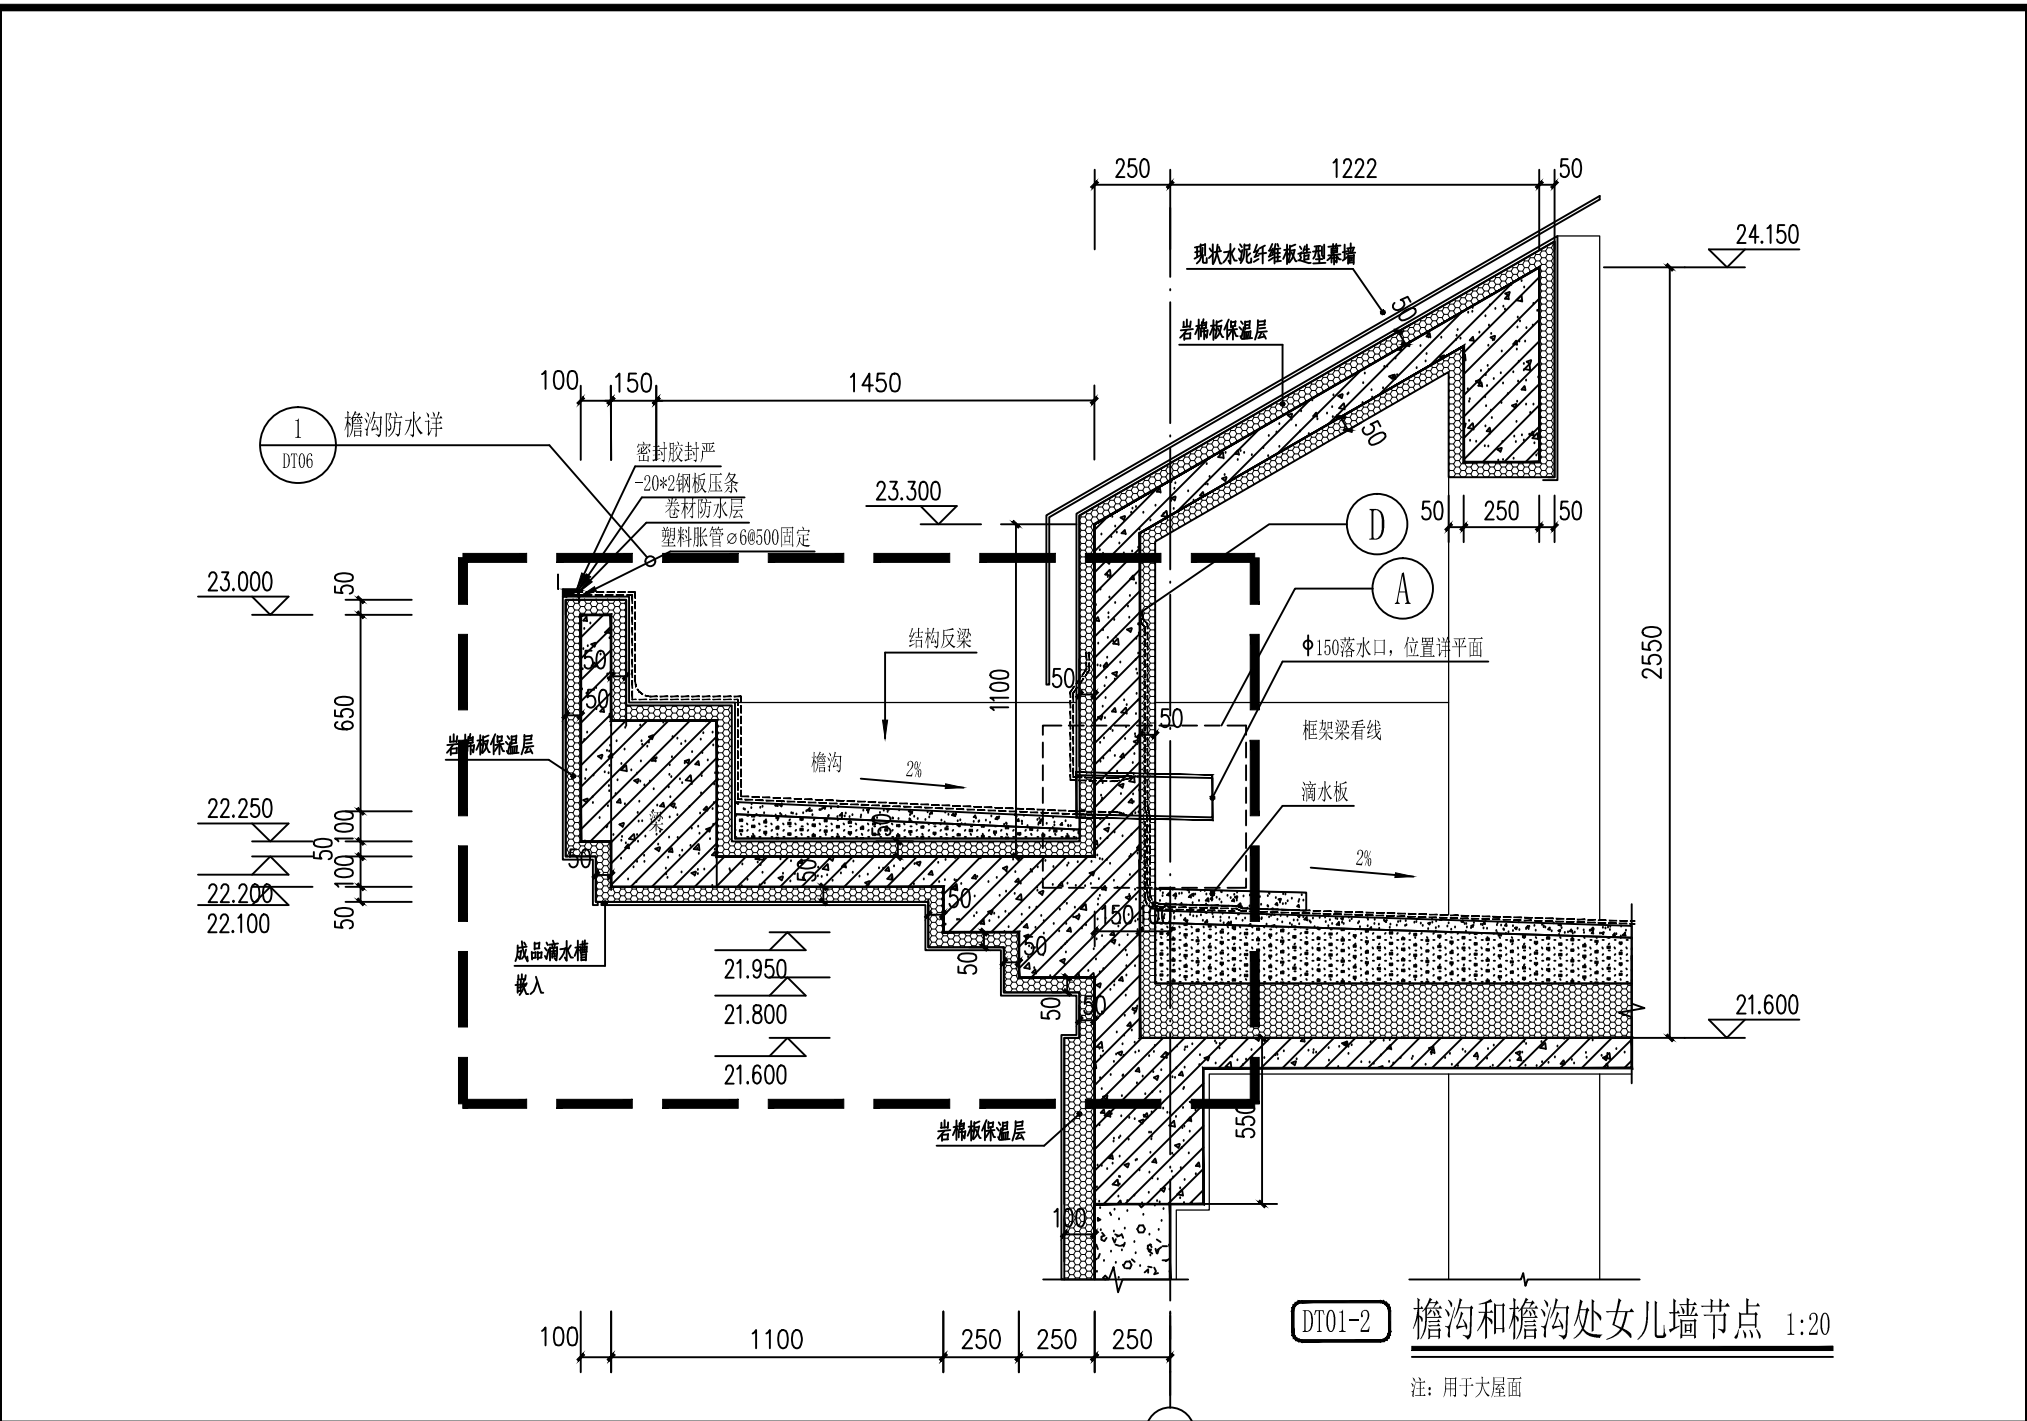 250
1222
50
24.150
现状水泥纤维板造型幕墙
50
岩棉板保温层
100
150
1450
50
1
DT06
檐沟防水详
密封胶封严
-20*2钢板压条
卷材防水层
塑料胀管⌀6@500固定
23.300
50
250
50
D
A
23.000
50
650
50
50
结构反梁
1100
50
50
ϕ150落水口，位置详平面
2550
框架梁看线
岩棉板保温层
檐沟
2%
滴水板
22.250
100
50
100
50
22.200
22.100
梁
50
50
50
50
2%
150
50
成品滴水槽
嵌入
21.950
50
50
21.800
50
50
21.600
21.600
岩棉板保温层
550
100
100
1100
250
250
250
DT01-2
檐沟和檐沟处女儿墙节点 1:20
注：用于大屋面